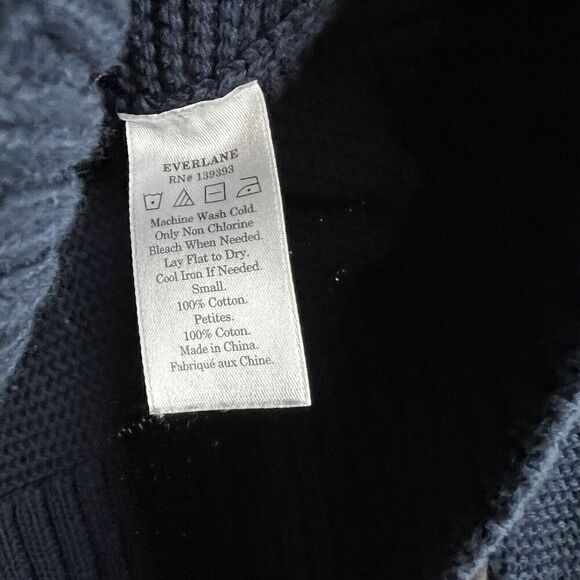 EVERLANE
RN# 139393
Machine Wash Cold.
Only Non Chlorine
Bleach When Needed.
Lay Flat to Dry.
Cool Iron If Needed.
Small.
100% Cotton.
Petites.
100% Coton.
Made in China.
Fabriqué aux Chine.